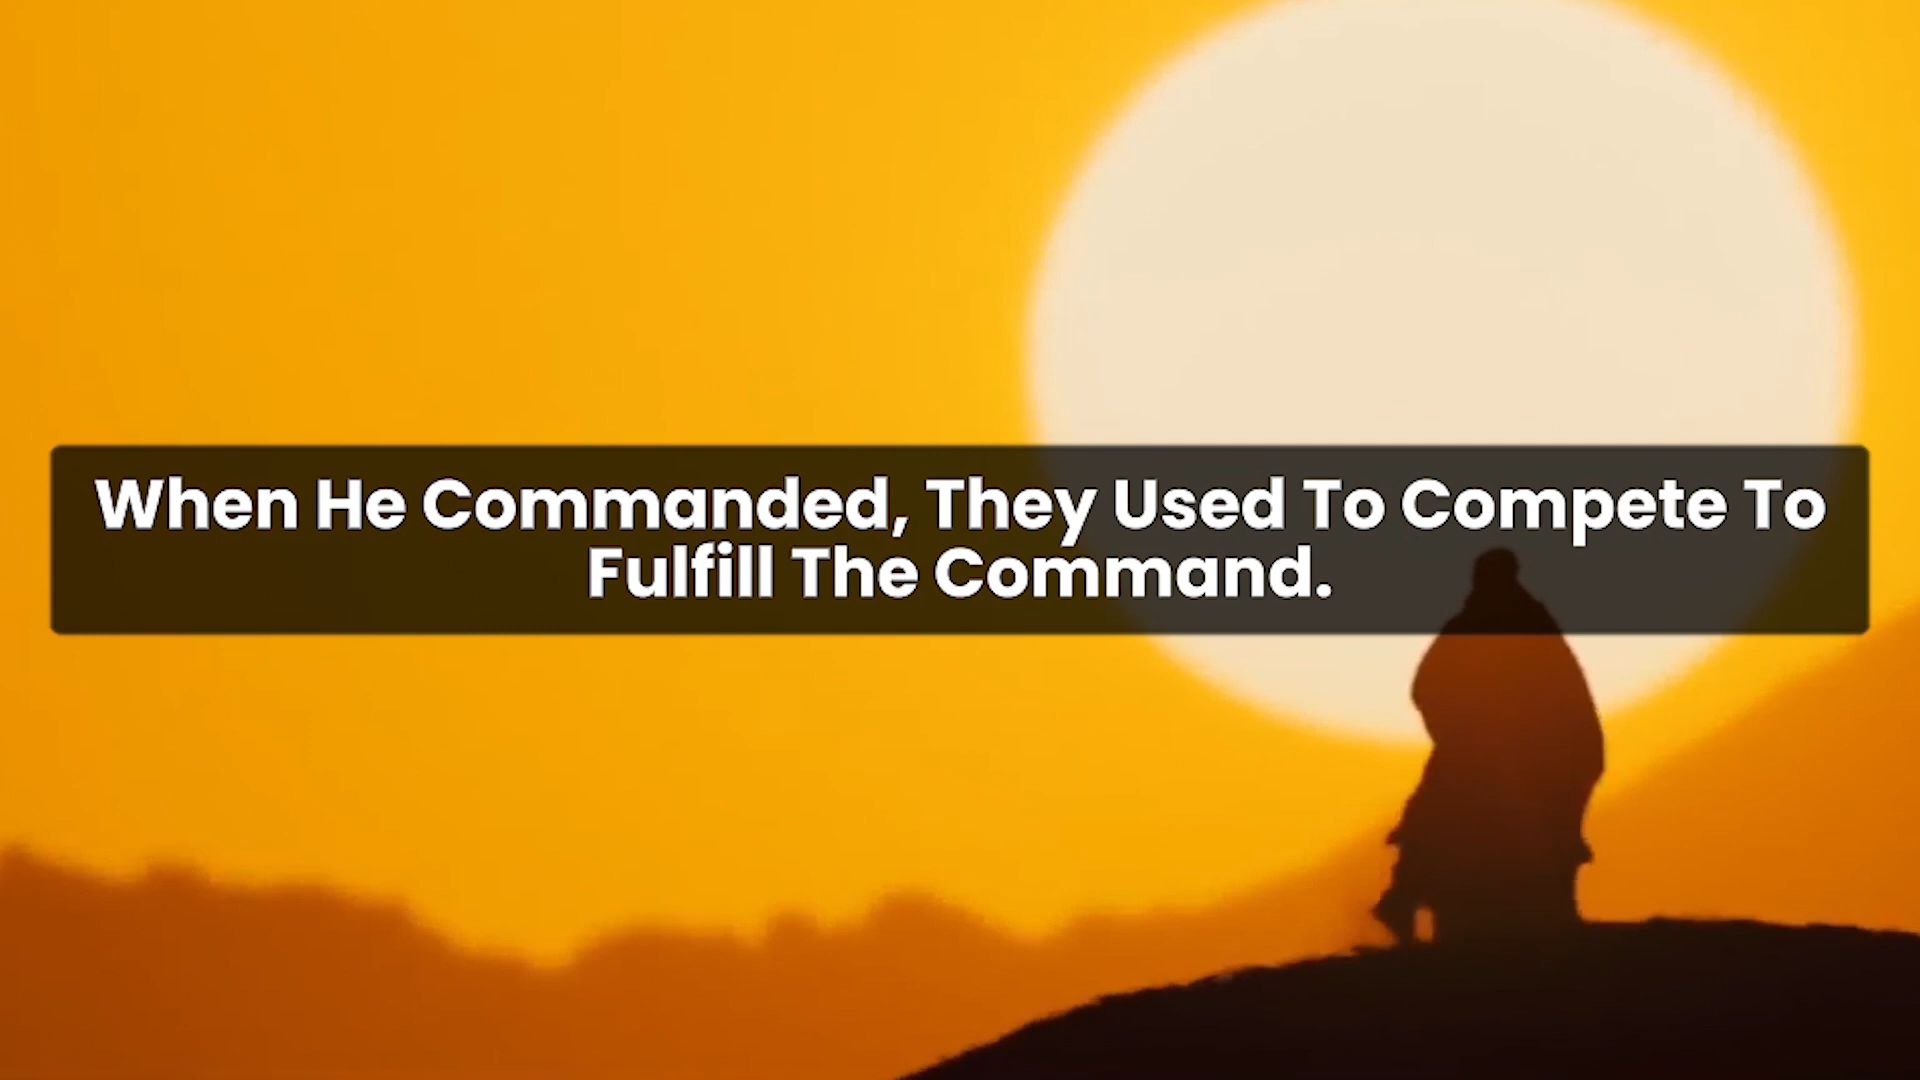 When He Commanded, They Used To Compete To
Fulfill The Command.